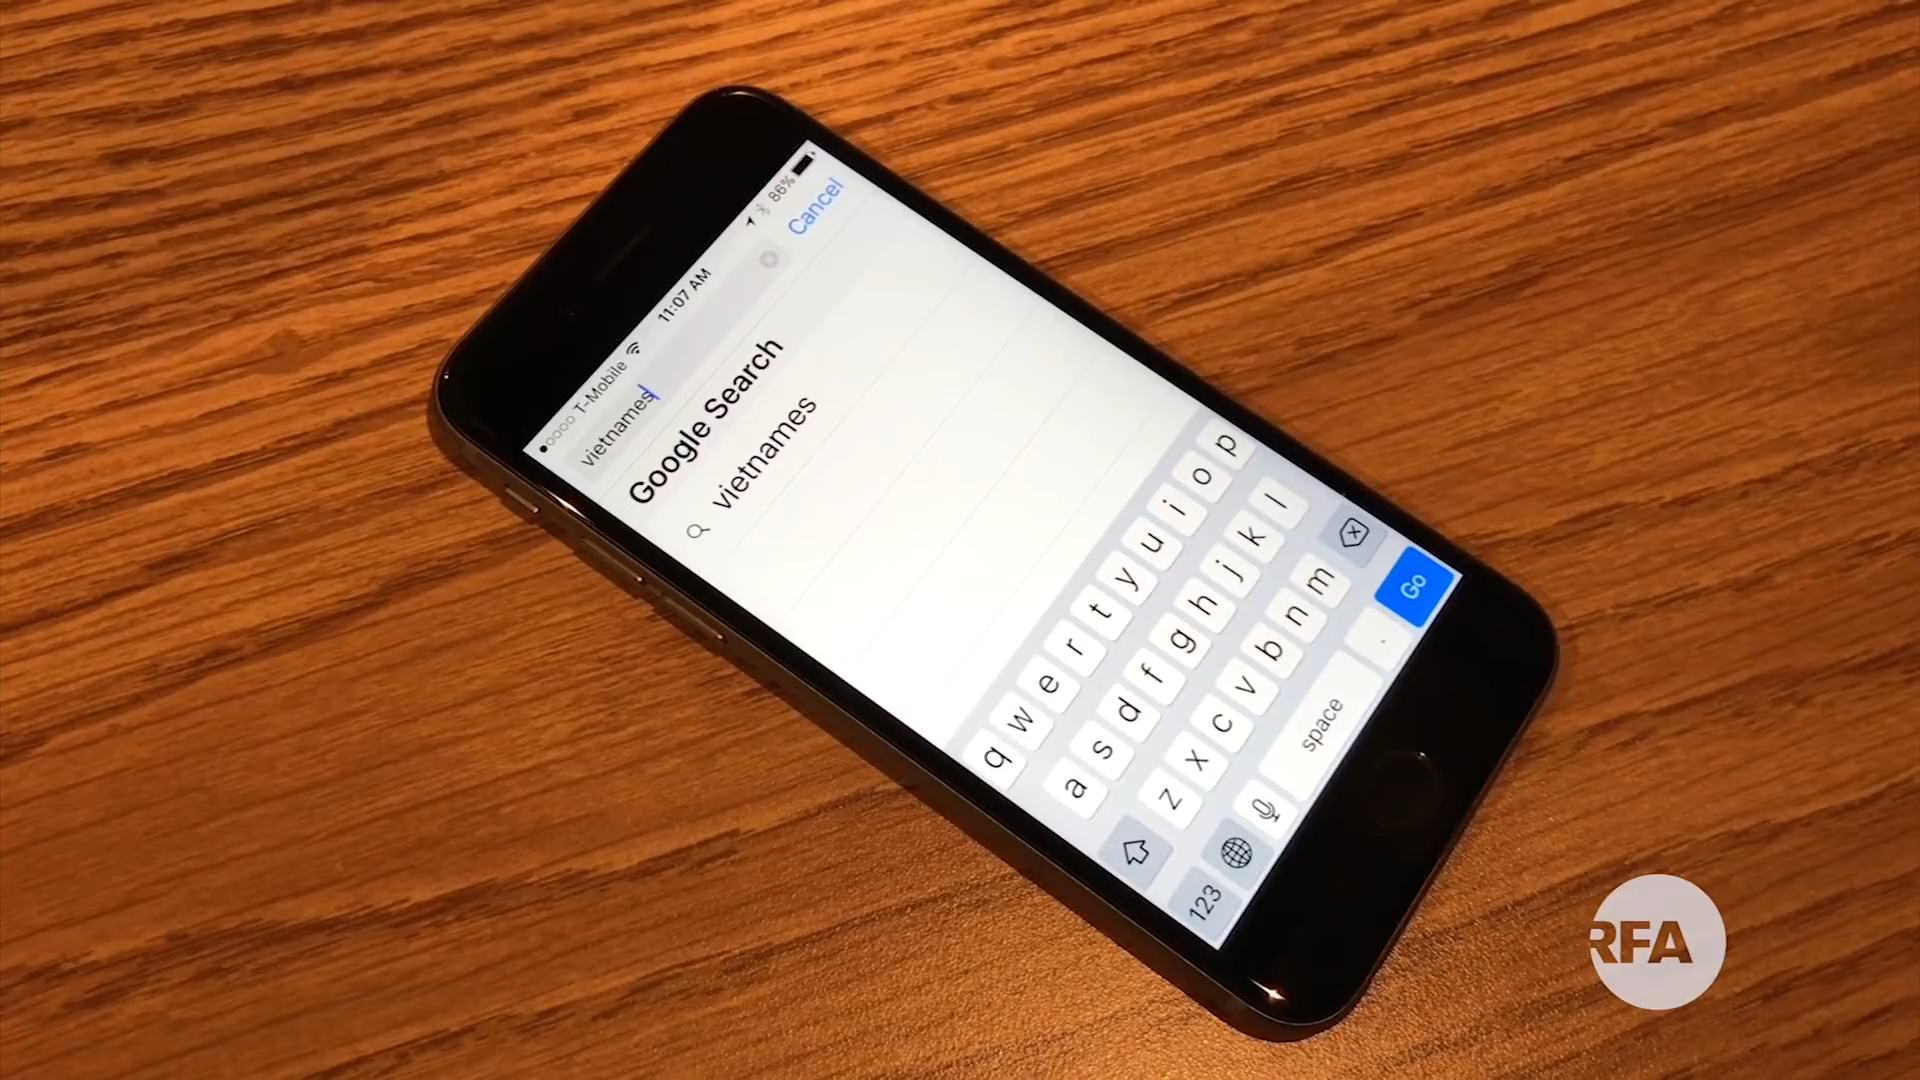 T-Mobile 11:07 AM 86%
vietnames Cancel
Google Search
vietnames
q w e r t y u i o p
a s d f g h j k l
z x c v b n m
123 space . Go
RFA